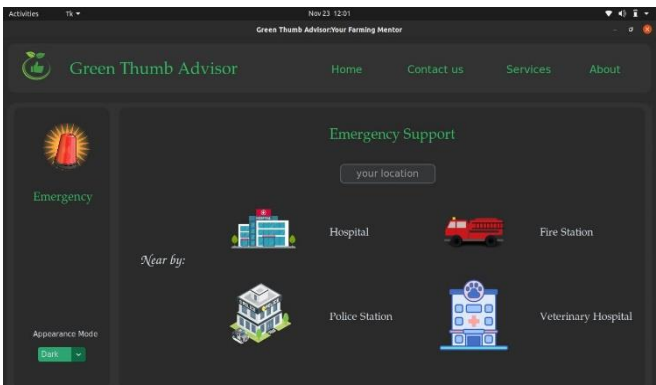 Activities Tk Nov 23 12:01
Green Thumb Advisor:Your Farming Mentor
Green Thumb Advisor Home Contact us Services About
Emergency Support
your location
Emergency
Hospital Fire Station
Near by:
Police Station Veterinary Hospital
Appearance Mode
Dark